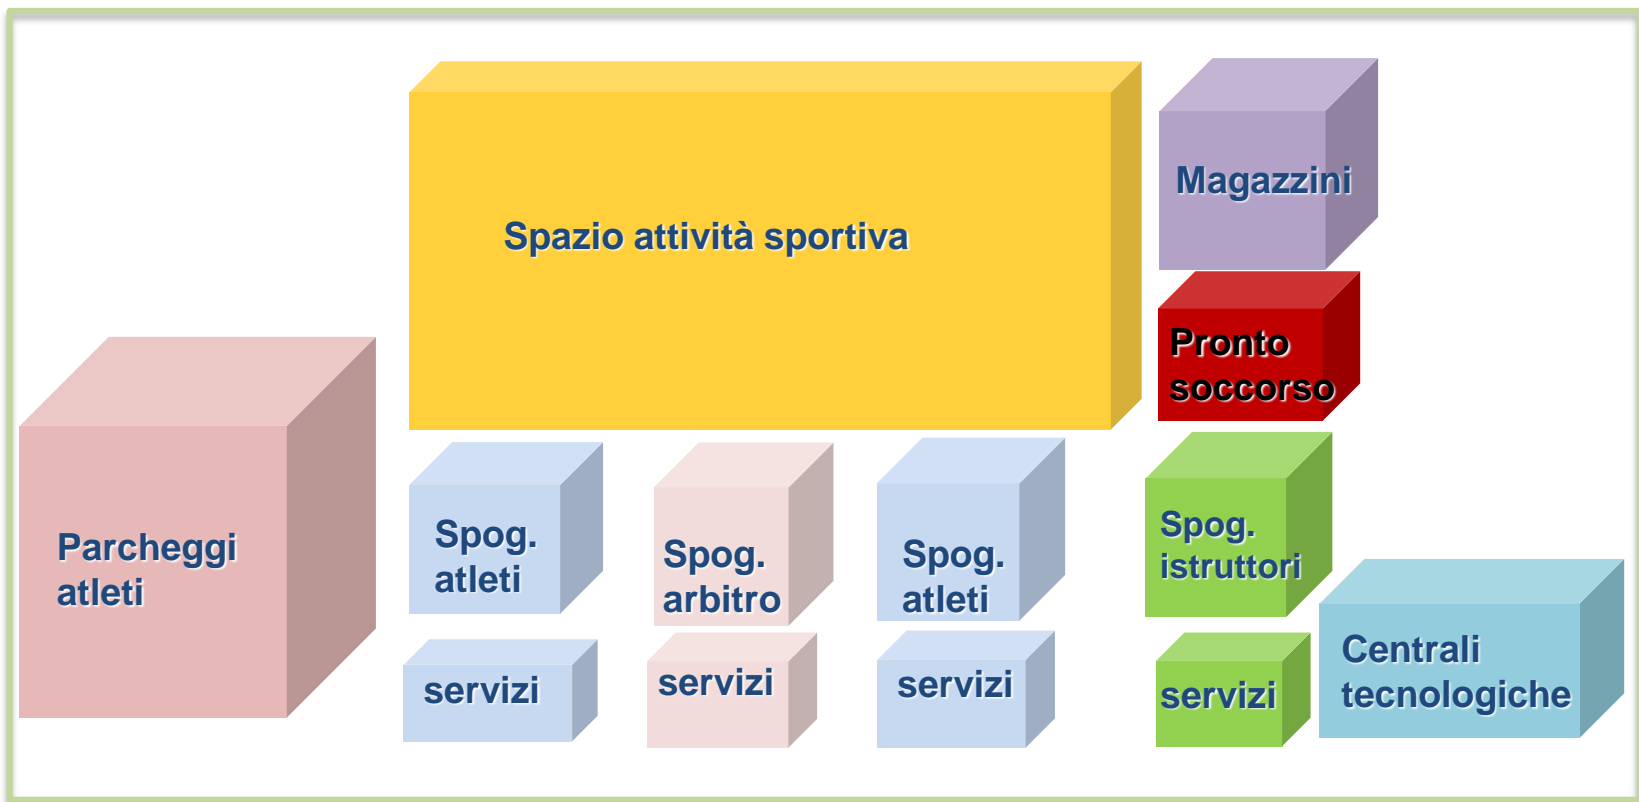 Spazio attività sportiva
Magazzini
Pronto
soccorso
Parcheggi
atleti
Spog.
atleti
Spog.
arbitro
Spog.
atleti
Spog.
istruttori
servizi
servizi
servizi
servizi
Centrali
tecnologiche